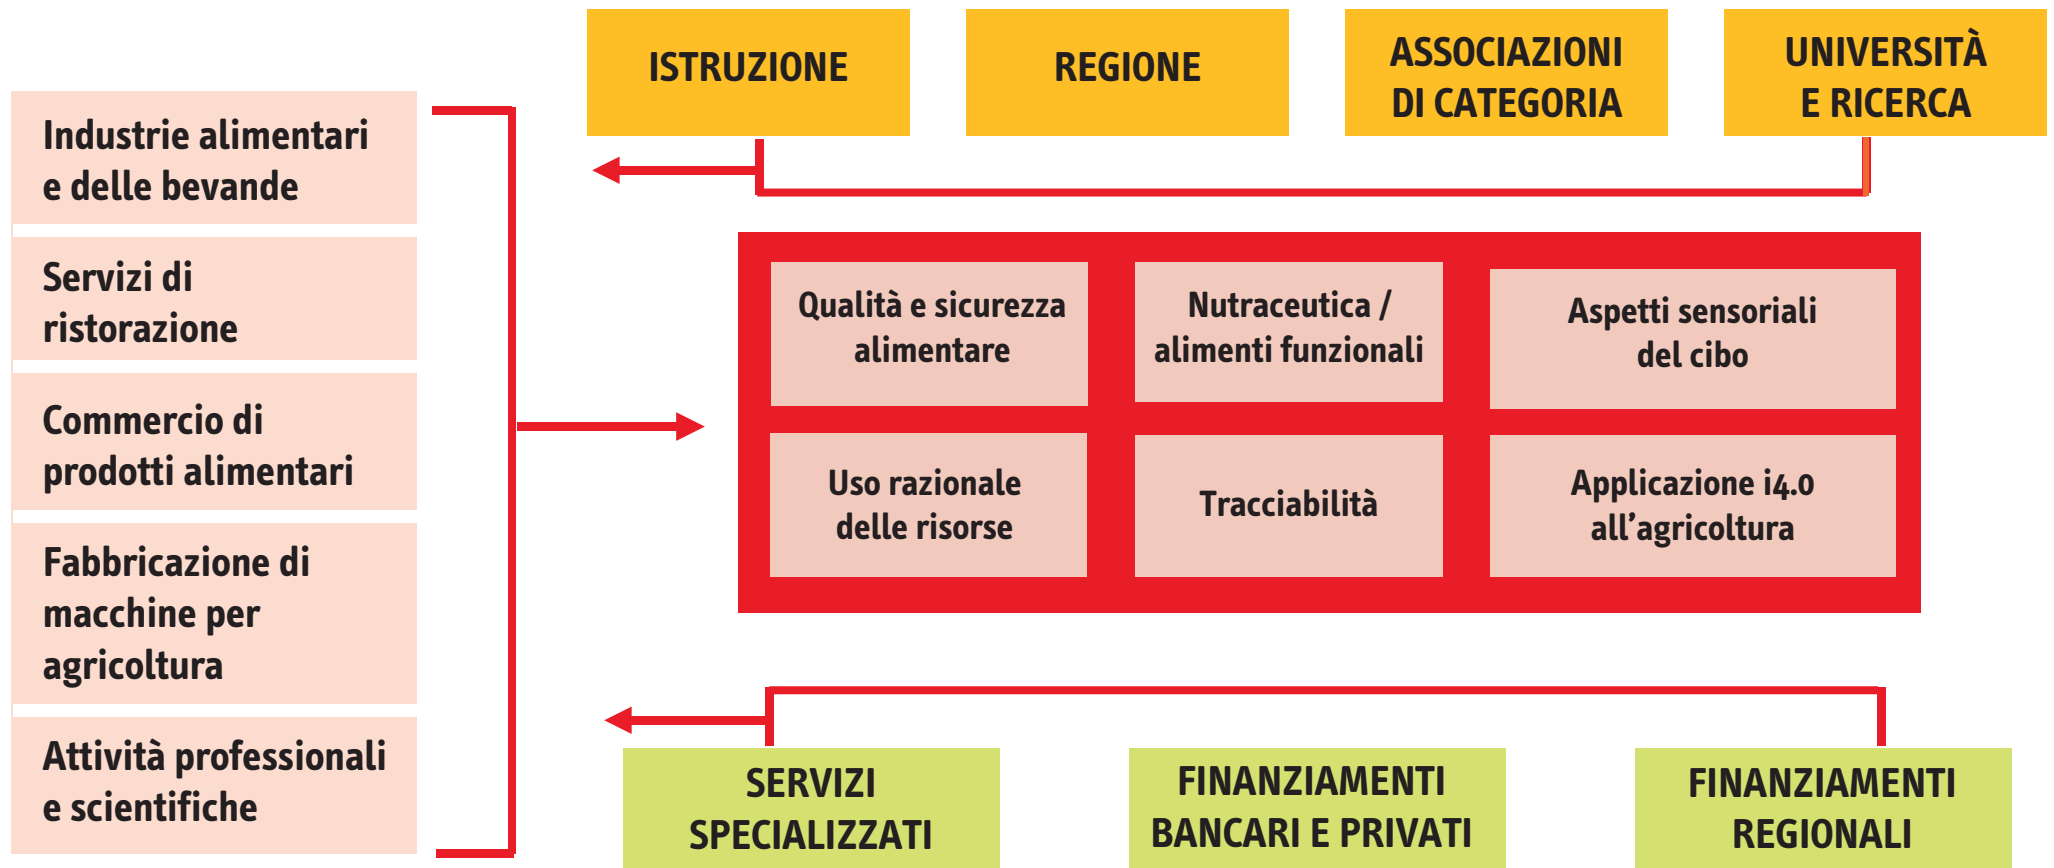 ISTRUZIONE
REGIONE
ASSOCIAZIONI
DI CATEGORIA
UNIVERSITÀ
E RICERCA
Industrie alimentari
e delle bevande
Servizi di
ristorazione
Commercio di
prodotti alimentari
Fabbricazione di
macchine per
agricoltura
Attività professionali
e scientifiche
Qualità e sicurezza
alimentare
Nutraceutica /
alimenti funzionali
Aspetti sensoriali
del cibo
Uso razionale
delle risorse
Tracciabilità
Applicazione i4.0
all’agricoltura
SERVIZI
SPECIALIZZATI
FINANZIAMENTI
BANCARI E PRIVATI
FINANZIAMENTI
REGIONALI